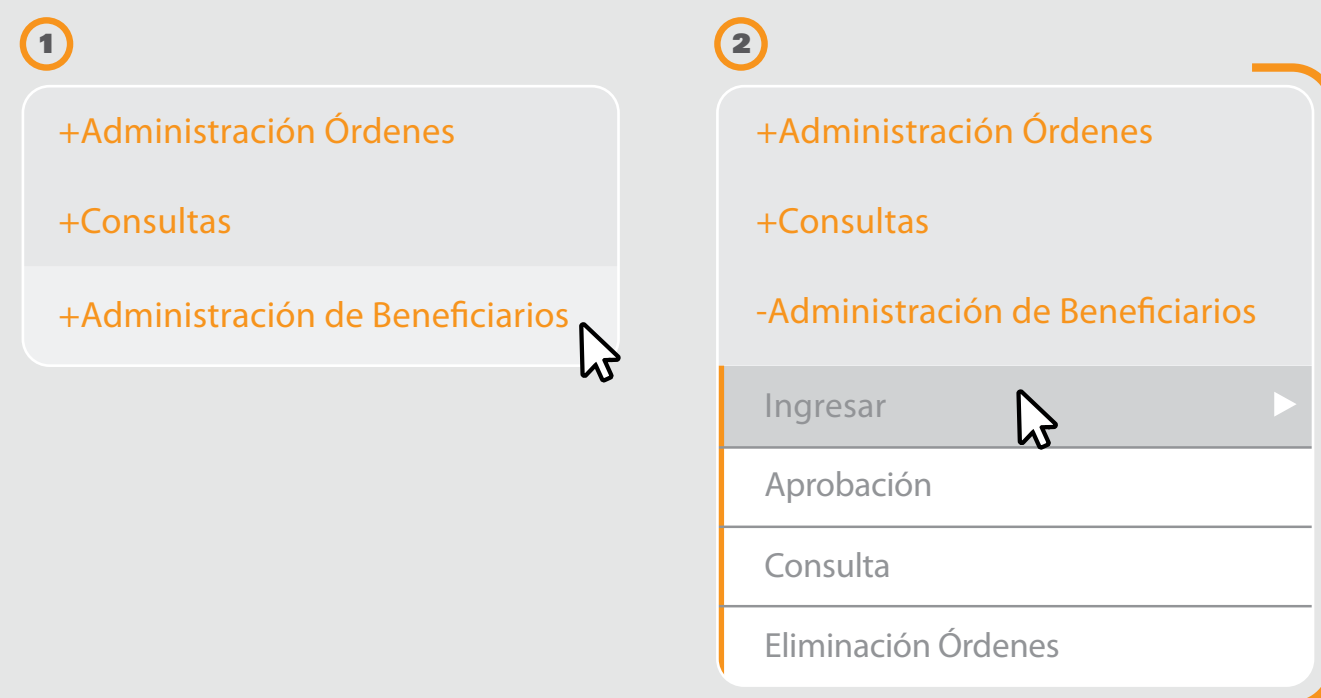 1
+Administración Órdenes
+Consultas
+Administración de Beneficiarios
2
+Administración Órdenes
+Consultas
-Administración de Beneficiarios
Ingresar
Aprobación
Consulta
Eliminación Órdenes